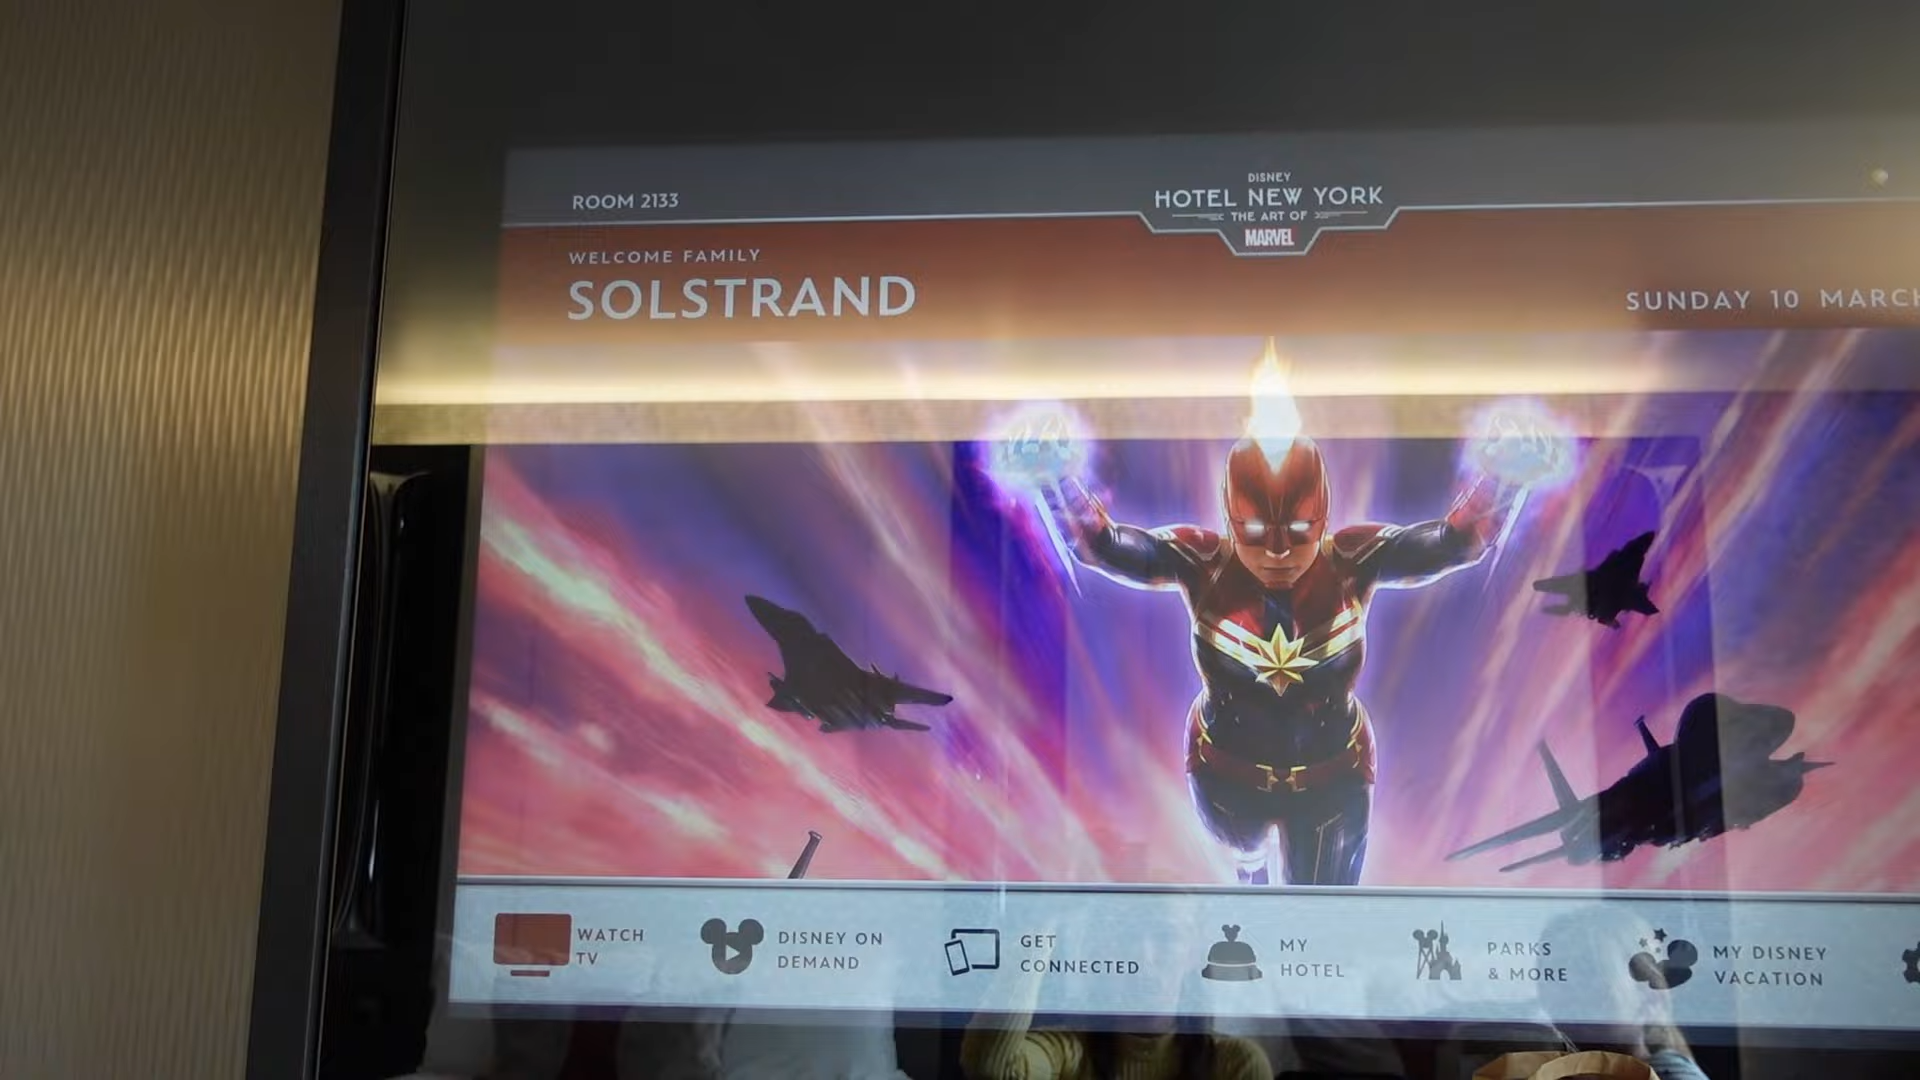 ROOM 2133
DISNEY
HOTEL NEW YORK
THE ART OF
MARVEL
WELCOME FAMILY
SOLSTRAND
SUNDAY 10 MARCH
WATCH
TV
DISNEY ON
DEMAND
GET
CONNECTED
MY
HOTEL
PARKS
& MORE
MY DISNEY
VACATION